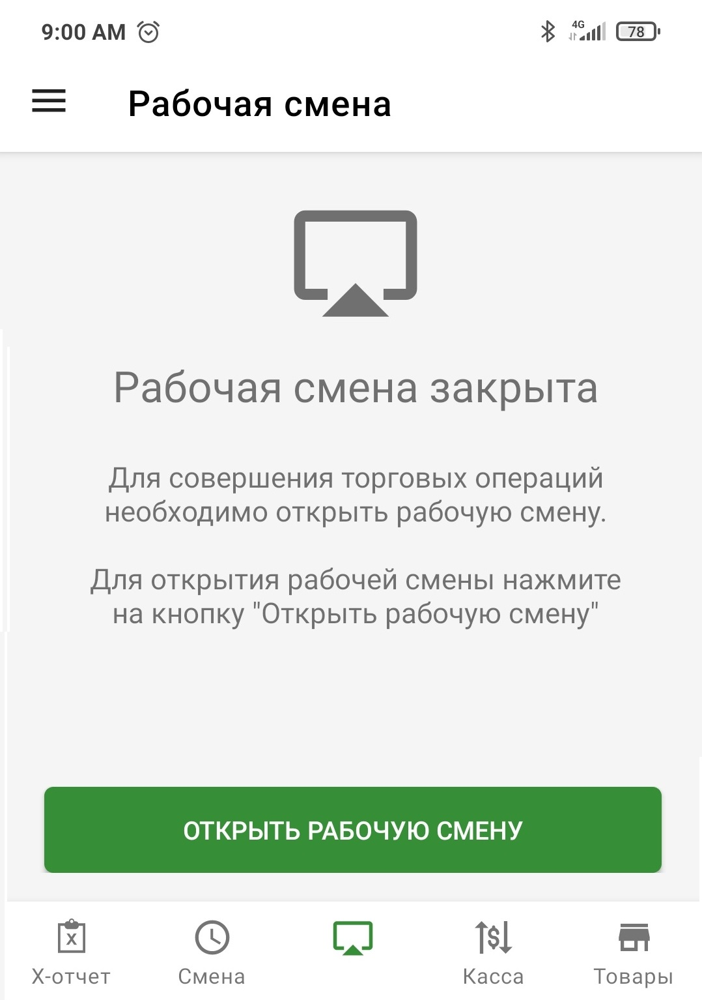 9:00 AM
4G
78
Рабочая смена
Рабочая смена закрыта
Для совершения торговых операций
необходимо открыть рабочую смену.
Для открытия рабочей смены нажмите
на кнопку "Открыть рабочую смену"
ОТКРЫТЬ РАБОЧУЮ СМЕНУ
X
$
Х-отчет
Смена
Касса
Товары